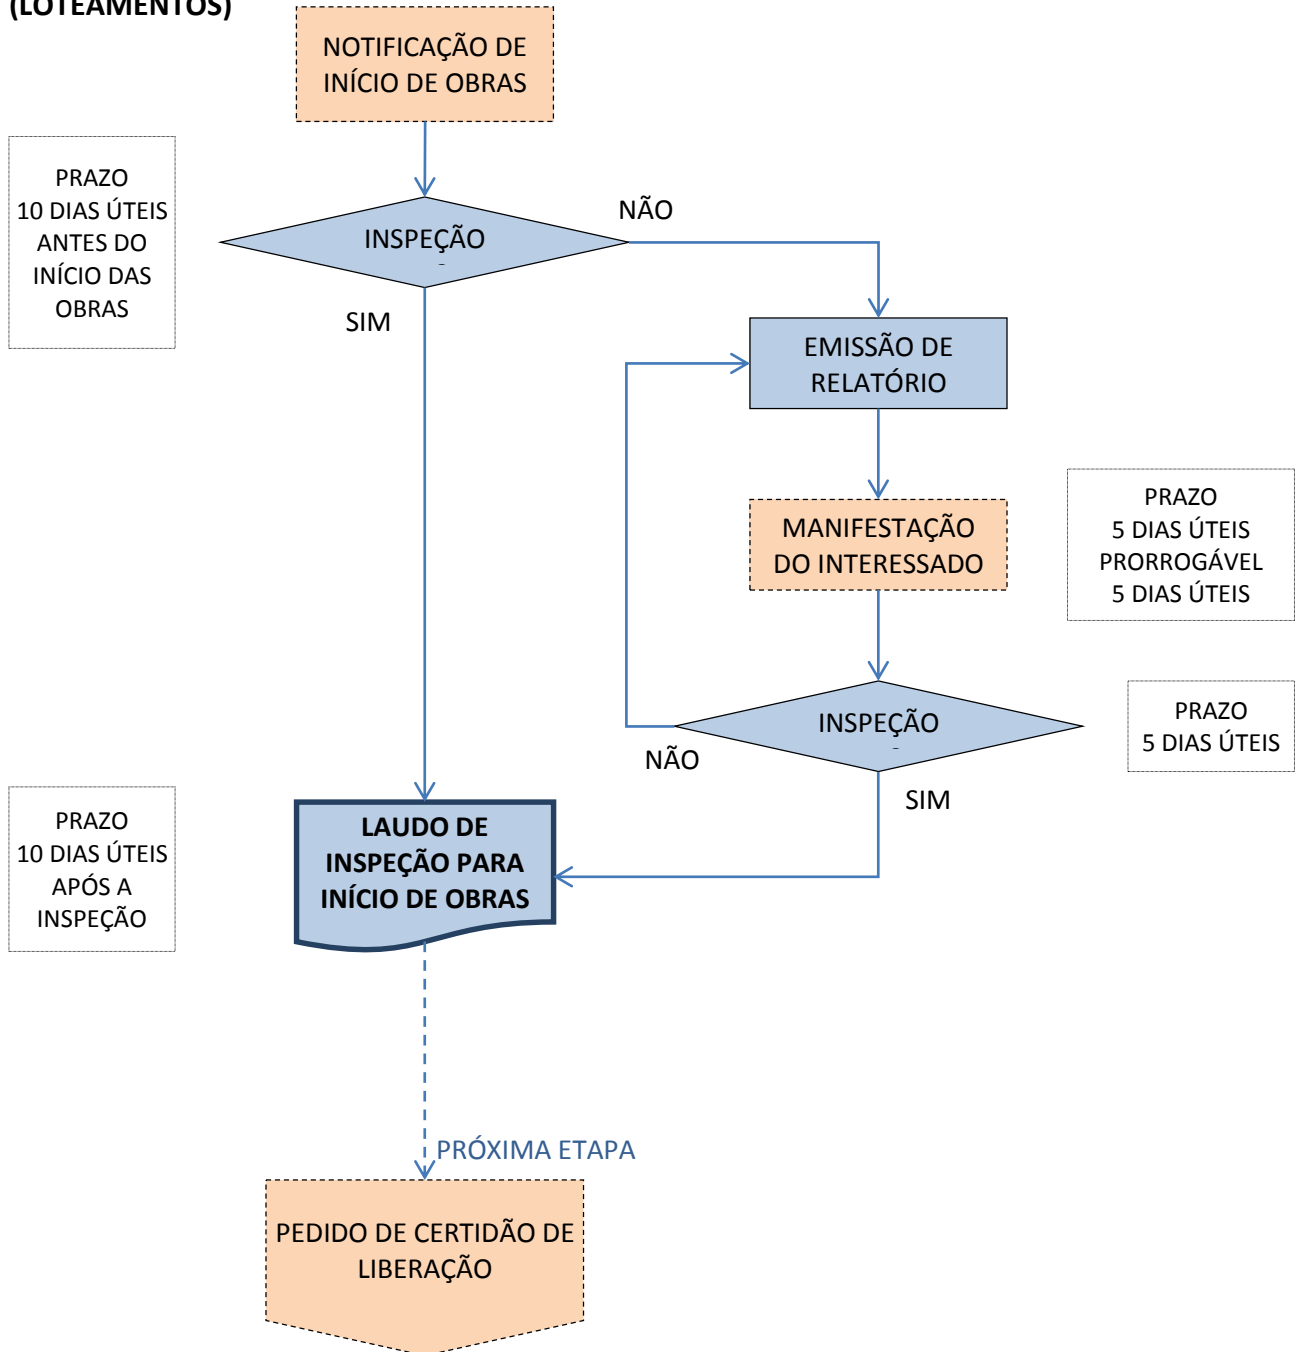 (LOTEAMENTOS)
NOTIFICAÇÃO DE
INÍCIO DE OBRAS
PRAZO
10 DIAS ÚTEIS
ANTES DO
INÍCIO DAS
OBRAS
INSPEÇÃO
NÃO
SIM
EMISSÃO DE
RELATÓRIO
MANIFESTAÇÃO
DO INTERESSADO
PRAZO
5 DIAS ÚTEIS
PRORROGÁVEL
5 DIAS ÚTEIS
INSPEÇÃO
NÃO
SIM
PRAZO
5 DIAS ÚTEIS
PRAZO
10 DIAS ÚTEIS
APÓS A
INSPEÇÃO
LAUDO DE
INSPEÇÃO PARA
INÍCIO DE OBRAS
PRÓXIMA ETAPA
PEDIDO DE CERTIDÃO DE
LIBERAÇÃO